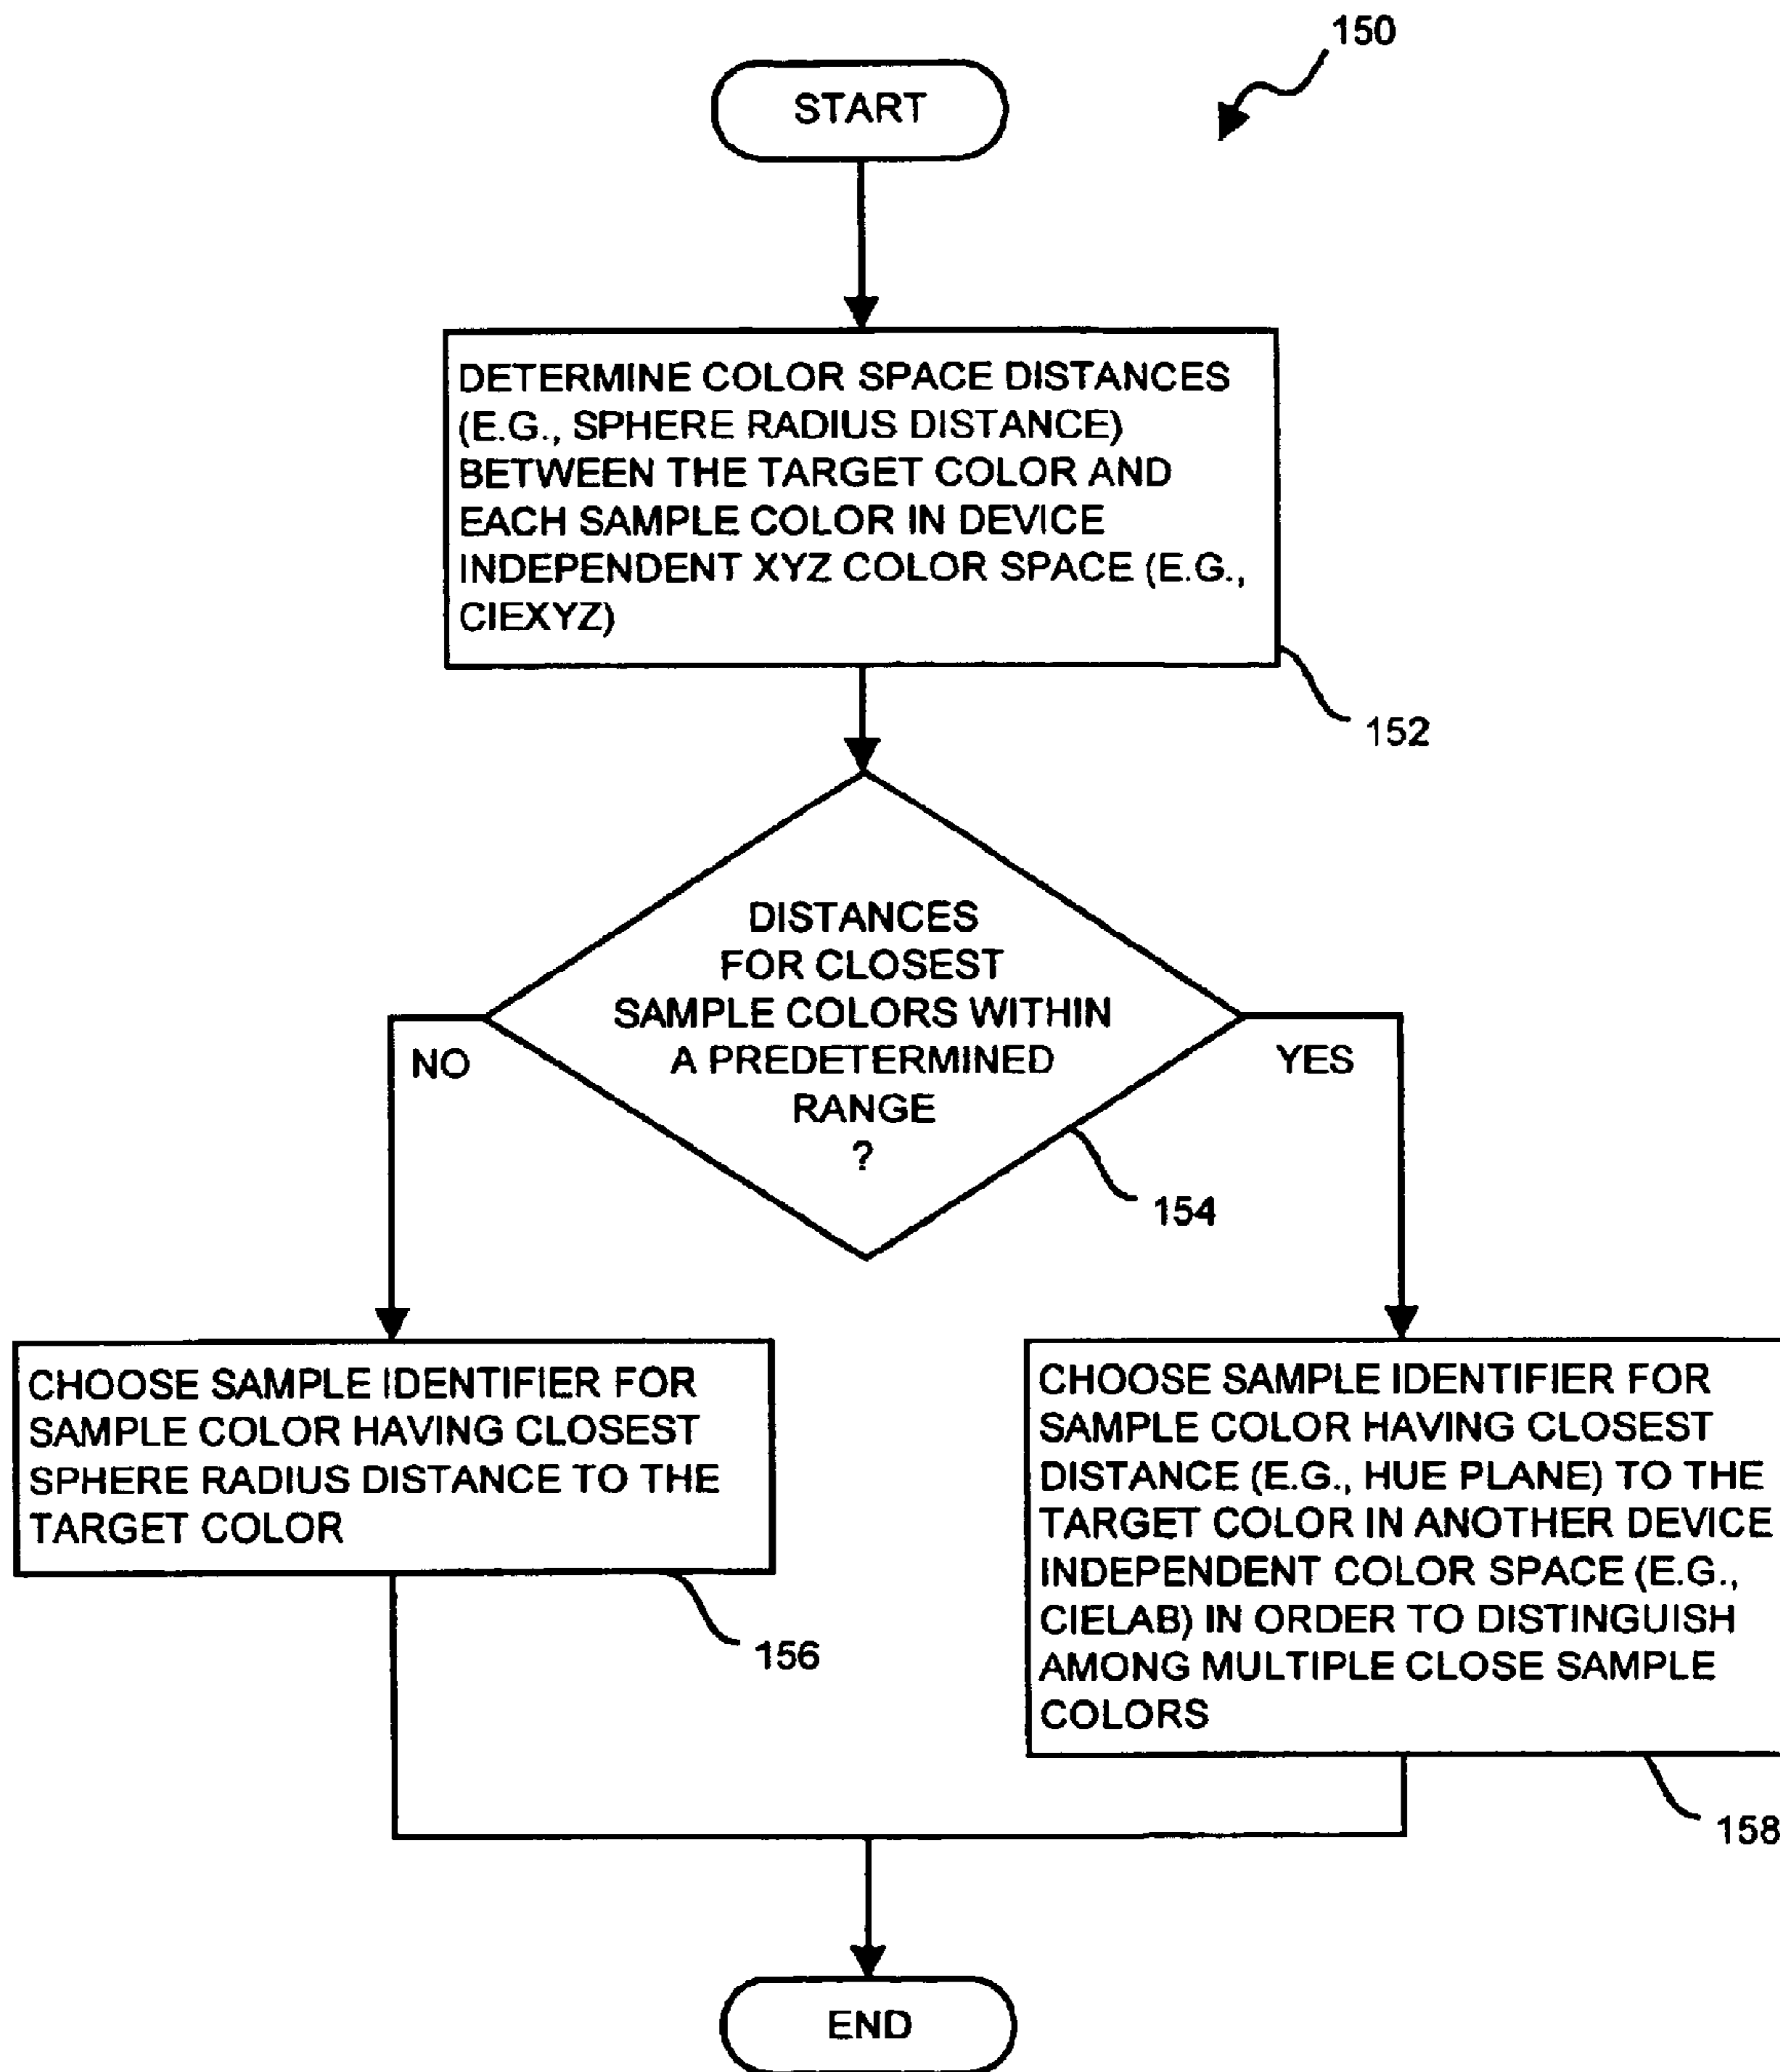 150
START
DETERMINE COLOR SPACE DISTANCES
(E.G., SPHERE RADIUS DISTANCE)
BETWEEN THE TARGET COLOR AND
EACH SAMPLE COLOR IN DEVICE
INDEPENDENT XYZ COLOR SPACE (E.G.,
CIEXYZ)
152
DISTANCES
FOR CLOSEST
SAMPLE COLORS WITHIN
A PREDETERMINED
RANGE
?
NO
YES
154
CHOOSE SAMPLE IDENTIFIER FOR
SAMPLE COLOR HAVING CLOSEST
SPHERE RADIUS DISTANCE TO THE
TARGET COLOR
156
CHOOSE SAMPLE IDENTIFIER FOR
SAMPLE COLOR HAVING CLOSEST
DISTANCE (E.G., HUE PLANE) TO THE
TARGET COLOR IN ANOTHER DEVICE
INDEPENDENT COLOR SPACE (E.G.,
CIELAB) IN ORDER TO DISTINGUISH
AMONG MULTIPLE CLOSE SAMPLE
COLORS
158
END